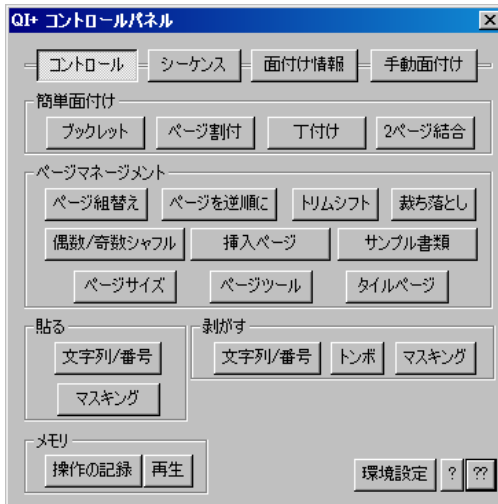 QI+ コントロールパネル
コントロール シーケンス 面付け情報 手動面付け
簡単面付け
ブックレット ページ割付 丁付け 2ページ結合
ページマネージメント
ページ組替え ページを逆順に トリムシフト 裁ち落とし
偶数/奇数シャフル 挿入ページ サンプル書類
ページサイズ ページツール タイルページ
貼る 剥がす
文字列/番号 文字列/番号 トンボ マスキング
マスキング
メモリ
操作の記録 再生 環境設定 ? ??